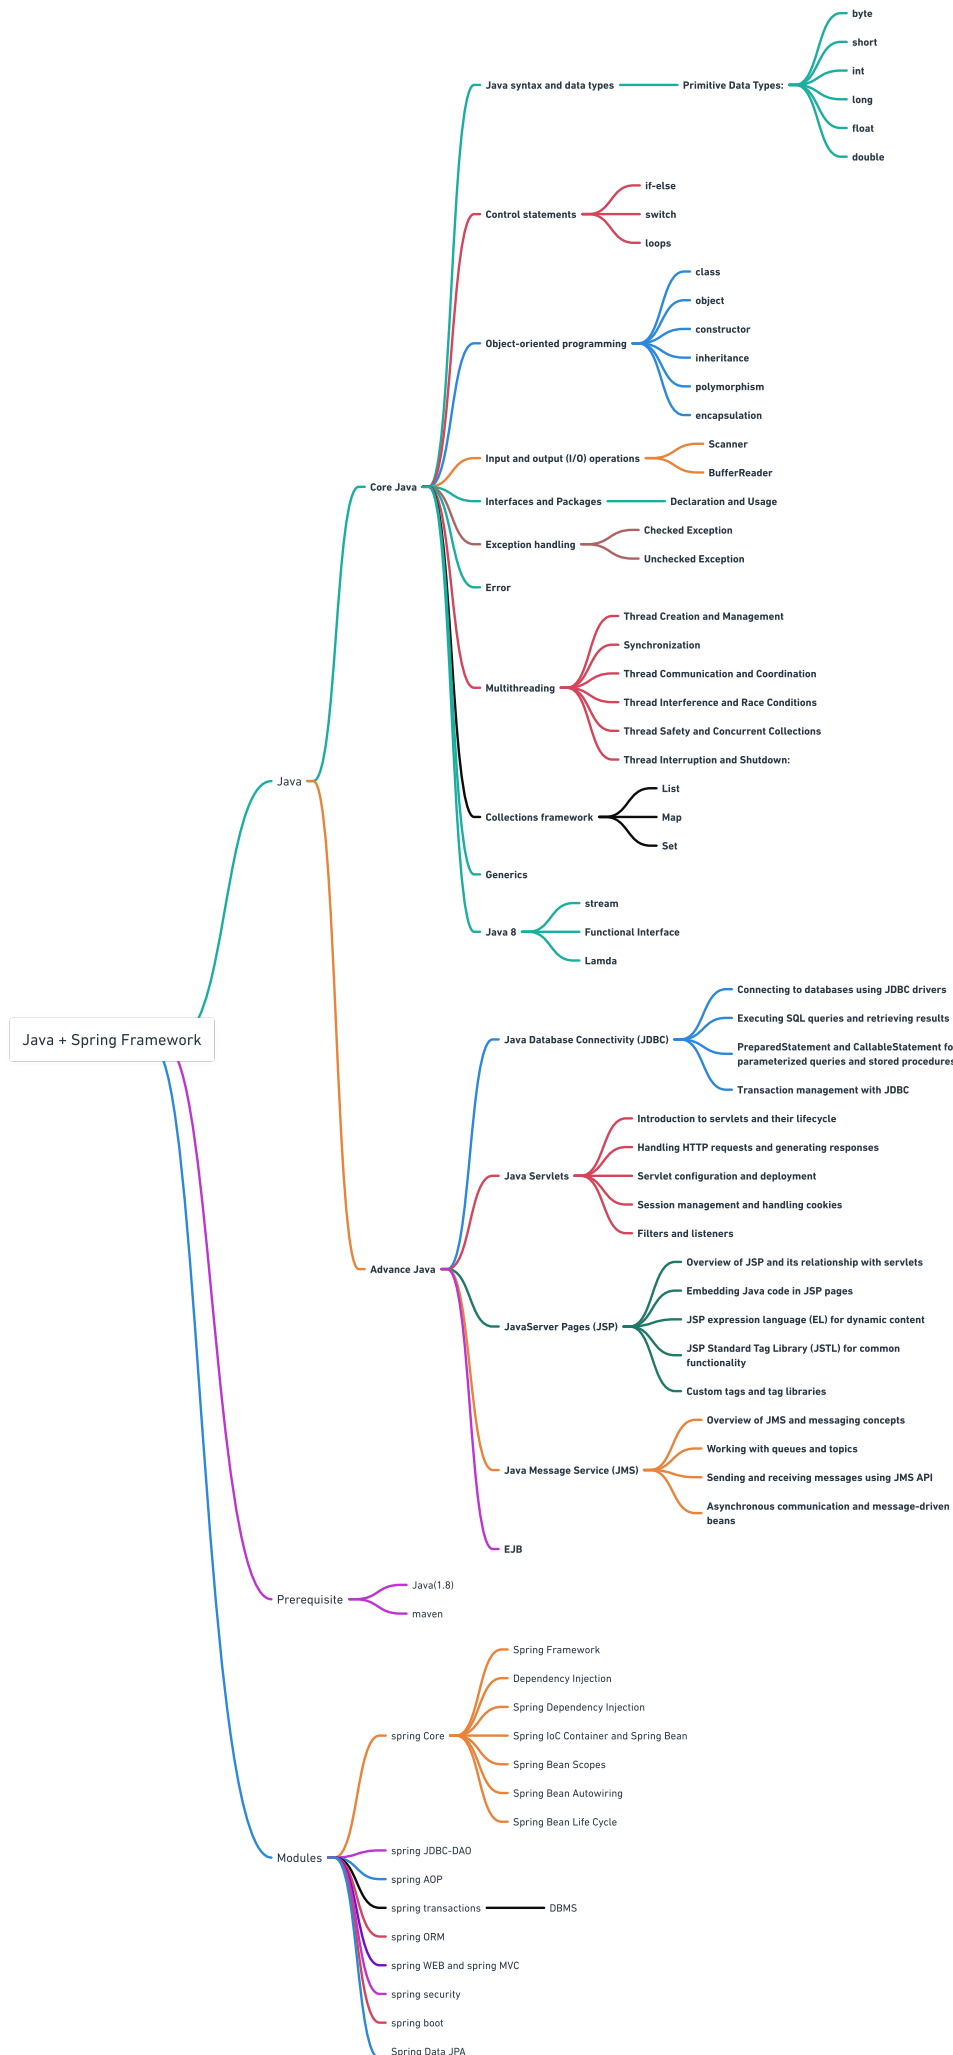 byte
short
Java syntax and data types
Primitive Data Types:
int
long
float
double
if-else
Control statements
switch
loops
class
object
constructor
Object-oriented programming
inheritance
polymorphism
encapsulation
Scanner
Input and output (I/O) operations
BufferReader
Core Java
Interfaces and Packages
Declaration and Usage
Checked Exception
Exception handling
Unchecked Exception
Error
Thread Creation and Management
Synchronization
Thread Communication and Coordination
Multithreading
Thread Interference and Race Conditions
Thread Safety and Concurrent Collections
Thread Interruption and Shutdown:
Java
List
Collections framework
Map
Set
Generics
stream
Java 8
Functional Interface
Lamda
Connecting to databases using JDBC drivers
Executing SQL queries and retrieving results
Java + Spring Framework
Java Database Connectivity (JDBC)
PreparedStatement and CallableStatement fo
parameterized queries and stored procedures
Transaction management with JDBC
Introduction to servlets and their lifecycle
Handling HTTP requests and generating responses
Java Servlets
Servlet configuration and deployment
Session management and handling cookies
Filters and listeners
Advance Java
Overview of JSP and its relationship with servlets
Embedding Java code in JSP pages
JavaServer Pages (JSP)
JSP expression language (EL) for dynamic content
JSP Standard Tag Library (JSTL) for common
functionality
Custom tags and tag libraries
Overview of JMS and messaging concepts
Working with queues and topics
Java Message Service (JMS)
Sending and receiving messages using JMS API
Asynchronous communication and message-driven
beans
EJB
Java(1.8)
Prerequisite
maven
Spring Framework
Dependency Injection
Spring Dependency Injection
spring Core
Spring IoC Container and Spring Bean
Spring Bean Scopes
Spring Bean Autowiring
Spring Bean Life Cycle
Modules
spring JDBC-DAO
spring AOP
spring transactions
DBMS
spring ORM
spring WEB and spring MVC
spring security
spring boot
Spring Data JPA